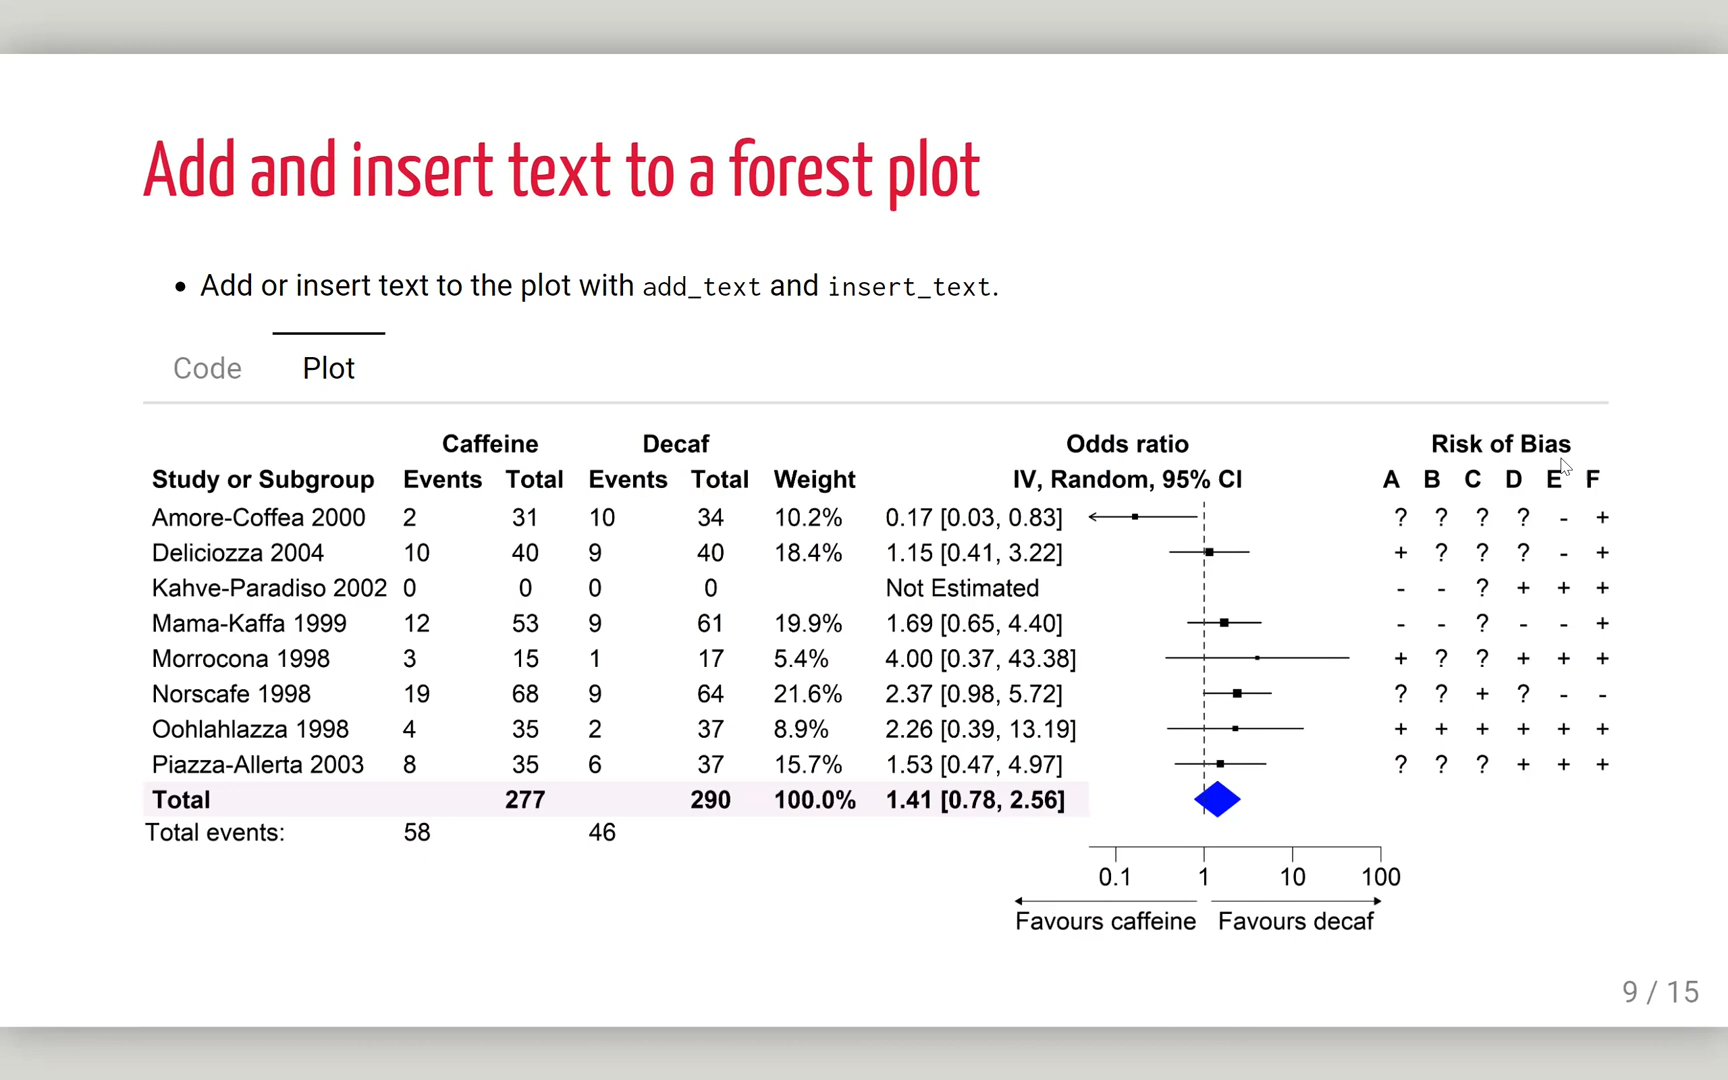 Add and insert text to a forest plot
• Add or insert text to the plot with add_text and insert_text.
Code Plot
Caffeine Decaf Odds ratio Risk of Bias
Study or Subgroup Events Total Events Total Weight IV, Random, 95% CI A B C D E F
Amore-Coffea 2000 2 31 10 34 10.2% 0.17 [0.03, 0.83] ? ? ? ? - +
Deliciozza 2004 10 40 9 40 18.4% 1.15 [0.41, 3.22] + ? ? ? - +
Kahve-Paradiso 2002 0 0 0 0 Not Estimated - - ? + + +
Mama-Kaffa 1999 12 53 9 61 19.9% 1.69 [0.65, 4.40] - - ? - - +
Morrocona 1998 3 15 1 17 5.4% 4.00 [0.37, 43.38] + ? ? + + +
Norscafe 1998 19 68 9 64 21.6% 2.37 [0.98, 5.72] ? ? + ? - -
Oohlahlazza 1998 4 35 2 37 8.9% 2.26 [0.39, 13.19] + + + + + +
Piazza-Allerta 2003 8 35 6 37 15.7% 1.53 [0.47, 4.97] ? ? ? + + +
Total 277 290 100.0% 1.41 [0.78, 2.56]
Total events: 58 46
0.1 1 10 100
Favours caffeine Favours decaf
9 / 15